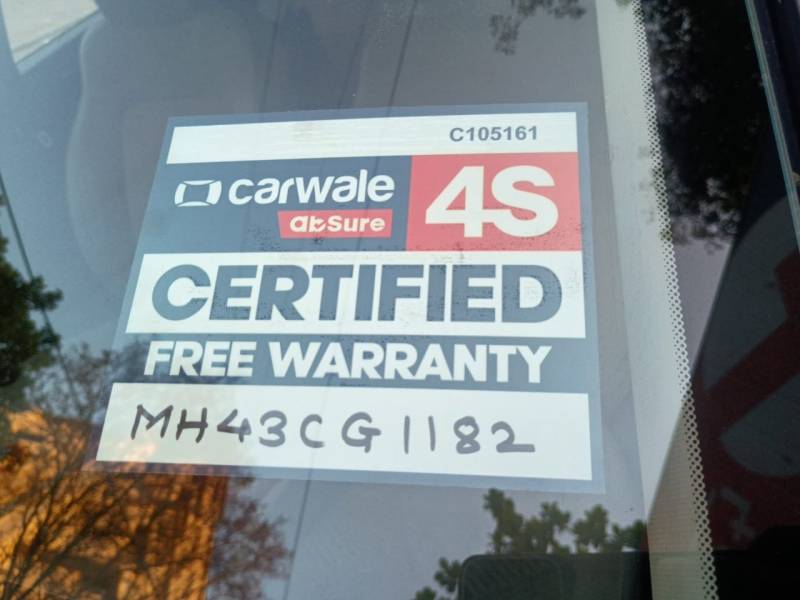 C105161
carwale
abSure
4S
CERTIFIED
FREE WARRANTY
MH43CG1182